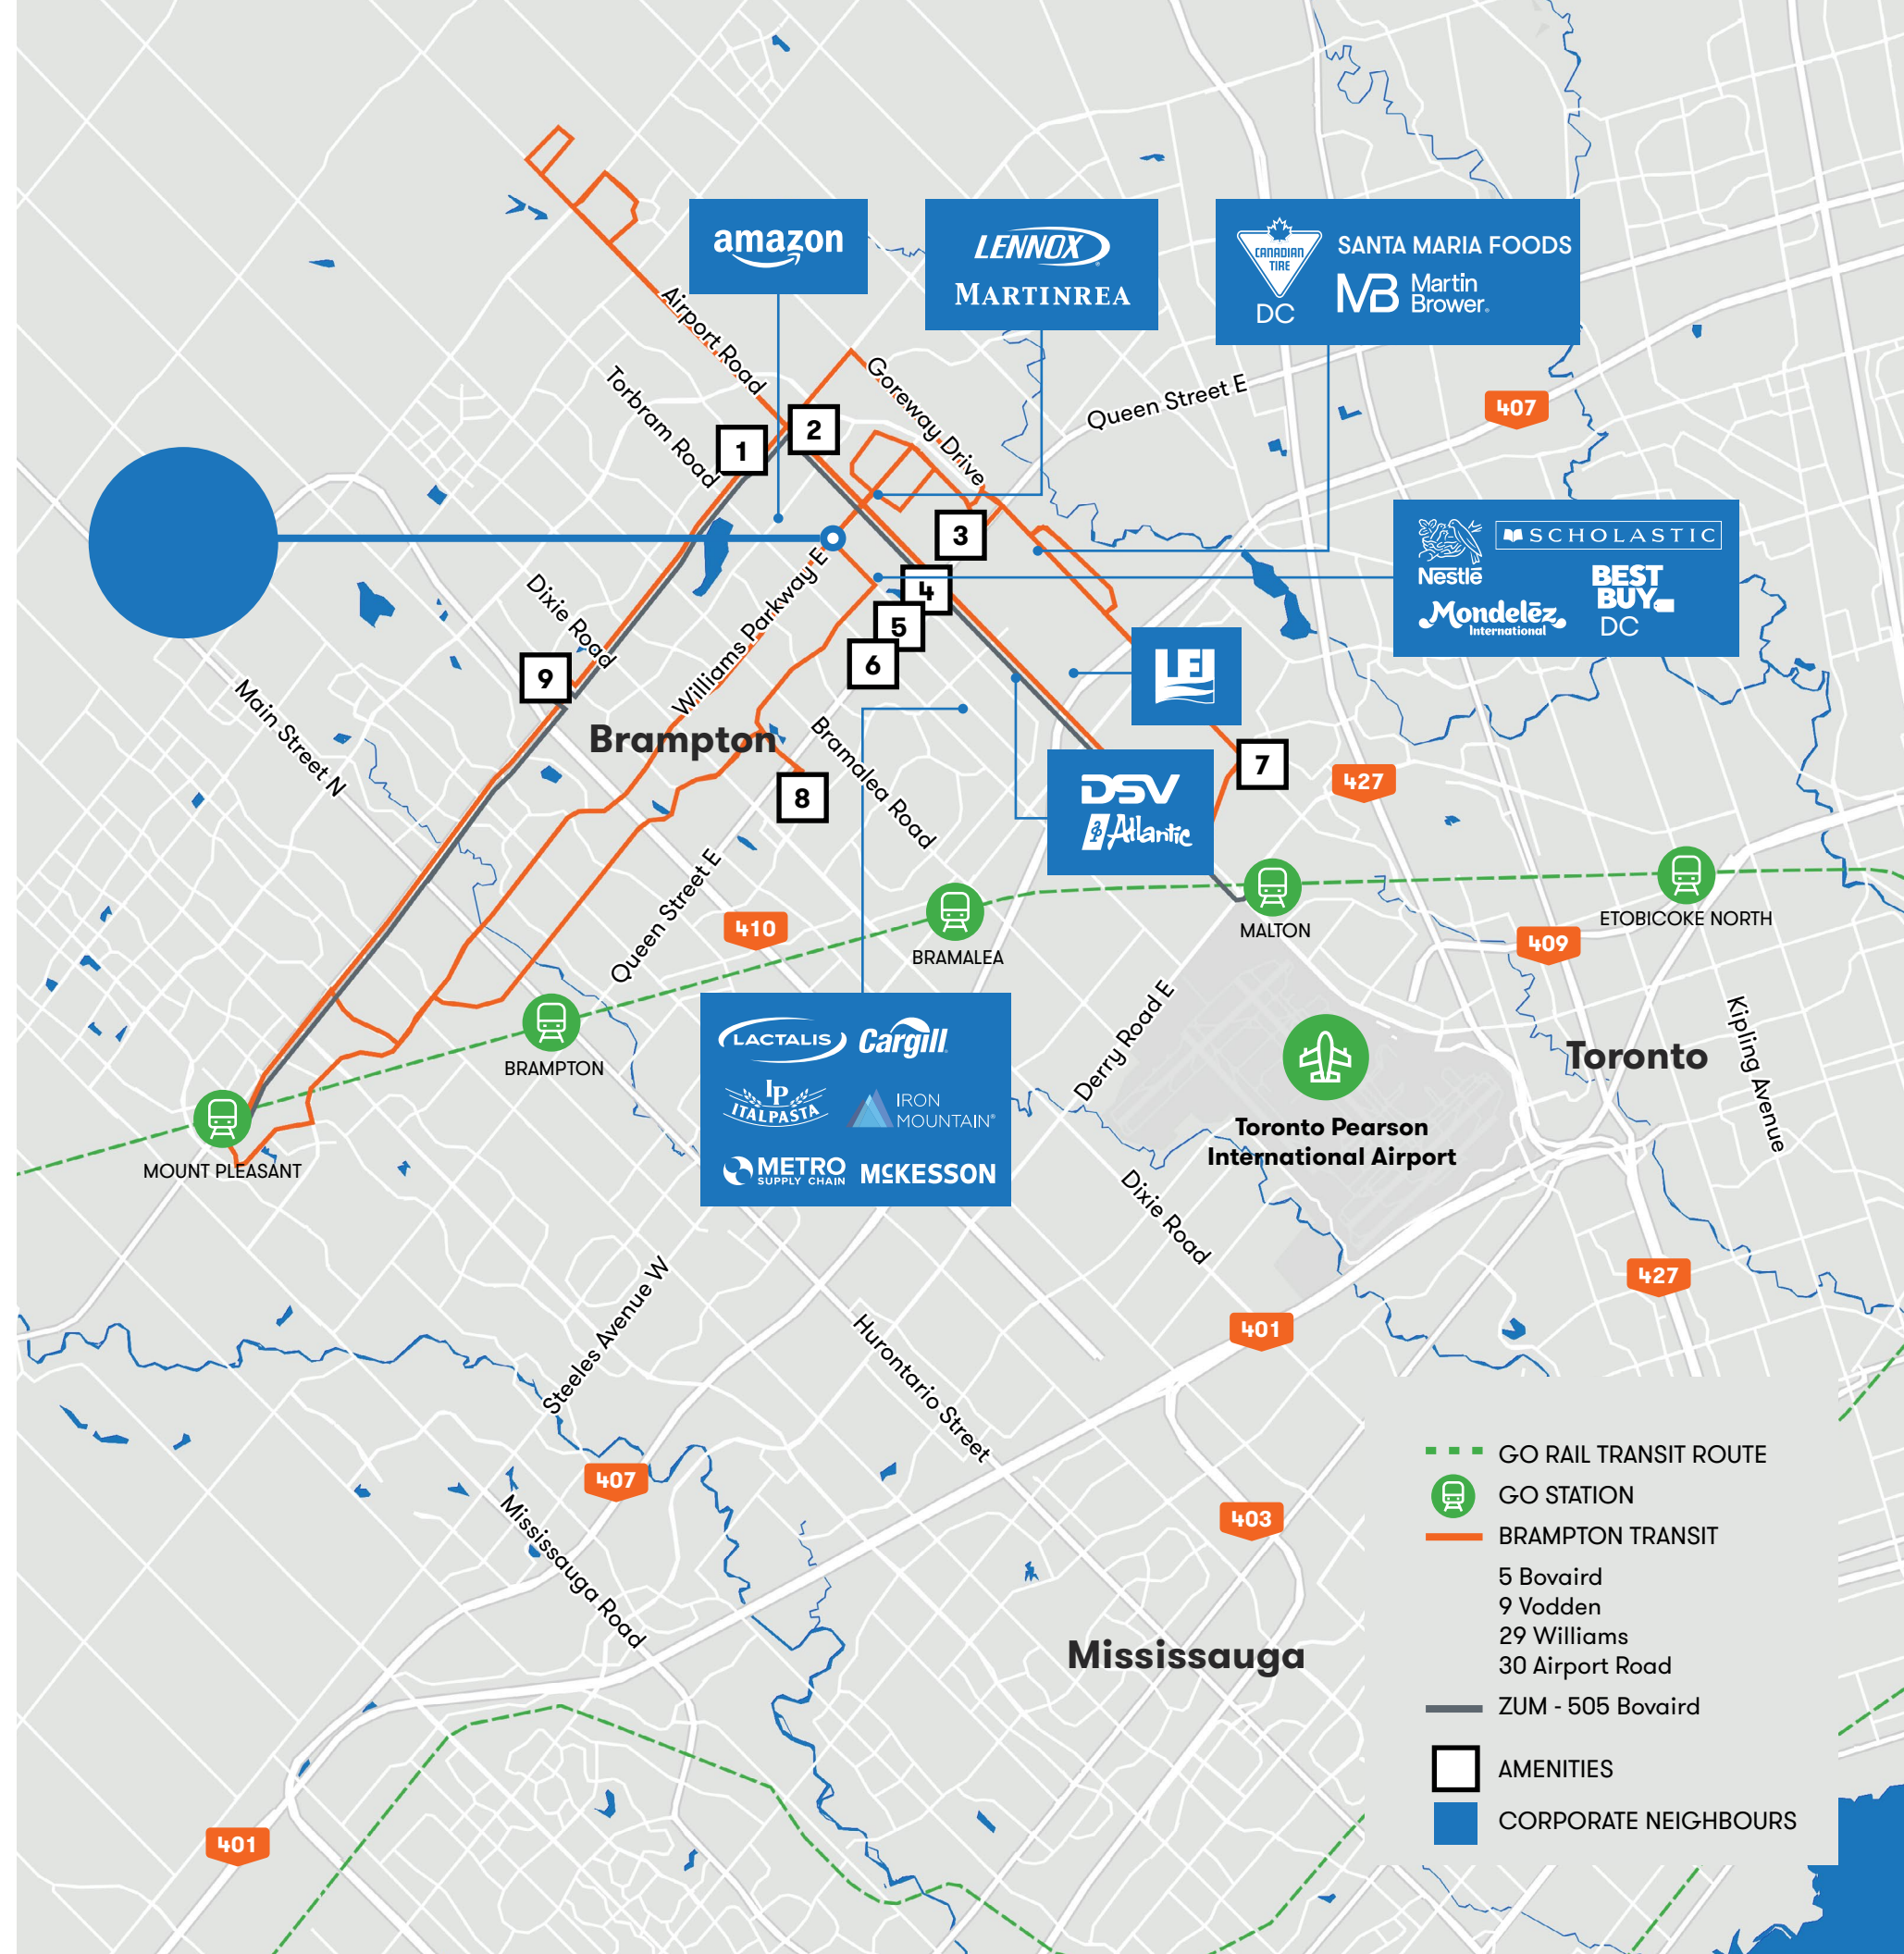 amazon
LENNOX
MARTINREA
CANADIAN
TIRE
DC
SANTA MARIA FOODS
MB Martin
Brower
Airport Road
Torbram Road
Goreway Drive
Queen Street E
407
1
2
3
4
5
6
9
Nestlé
SCHOLASTIC
Mondelēz
International
BEST
BUY
DC
Dixie Road
Williams Parkway E
Main Street N
Brampton
Bramalea Road
LEI
DSV
Atlantic
7
8
427
Queen Street E
410
BRAMALEA
MALTON
ETOBICOKE NORTH
409
BRAMPTON
MOUNT PLEASANT
LACTALIS
Cargill
IP
ITALPASTA
IRON
MOUNTAIN®
METRO
SUPPLY CHAIN
MCKESSON
Derry Road E
Toronto
Kipling Avenue
Toronto Pearson
International Airport
Dixie Road
427
401
Steeles Avenue W
Hurontario Street
407
403
Mississauga Road
Mississauga
401
GO RAIL TRANSIT ROUTE
GO STATION
BRAMPTON TRANSIT
5 Bovaird
9 Vodden
29 Williams
30 Airport Road
ZUM - 505 Bovaird
AMENITIES
CORPORATE NEIGHBOURS